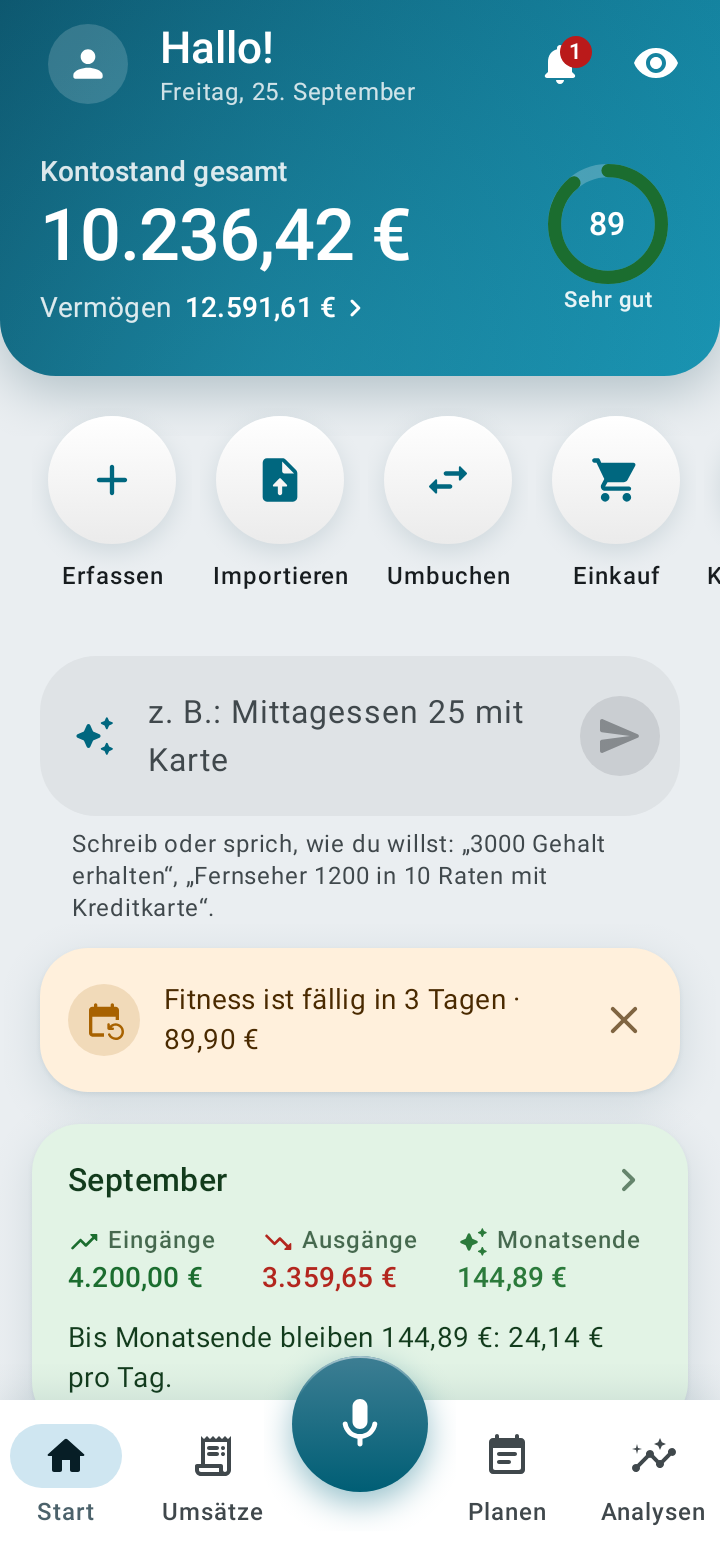 Hallo!
Freitag, 25. September
1
Kontostand gesamt
10.236,42 €
Vermögen 12.591,61 €
89
Sehr gut
Erfassen
Importieren
Umbuchen
Einkauf
K
z. B.: Mittagessen 25 mit
Karte
Schreib oder sprich, wie du willst: „3000 Gehalt
erhalten“, „Fernseher 1200 in 10 Raten mit
Kreditkarte“.
Fitness ist fällig in 3 Tagen ·
89,90 €
September
Eingänge
4.200,00 €
Ausgänge
3.359,65 €
Monatsende
144,89 €
Bis Monatsende bleiben 144,89 €: 24,14 €
pro Tag.
Start
Umsätze
Planen
Analysen